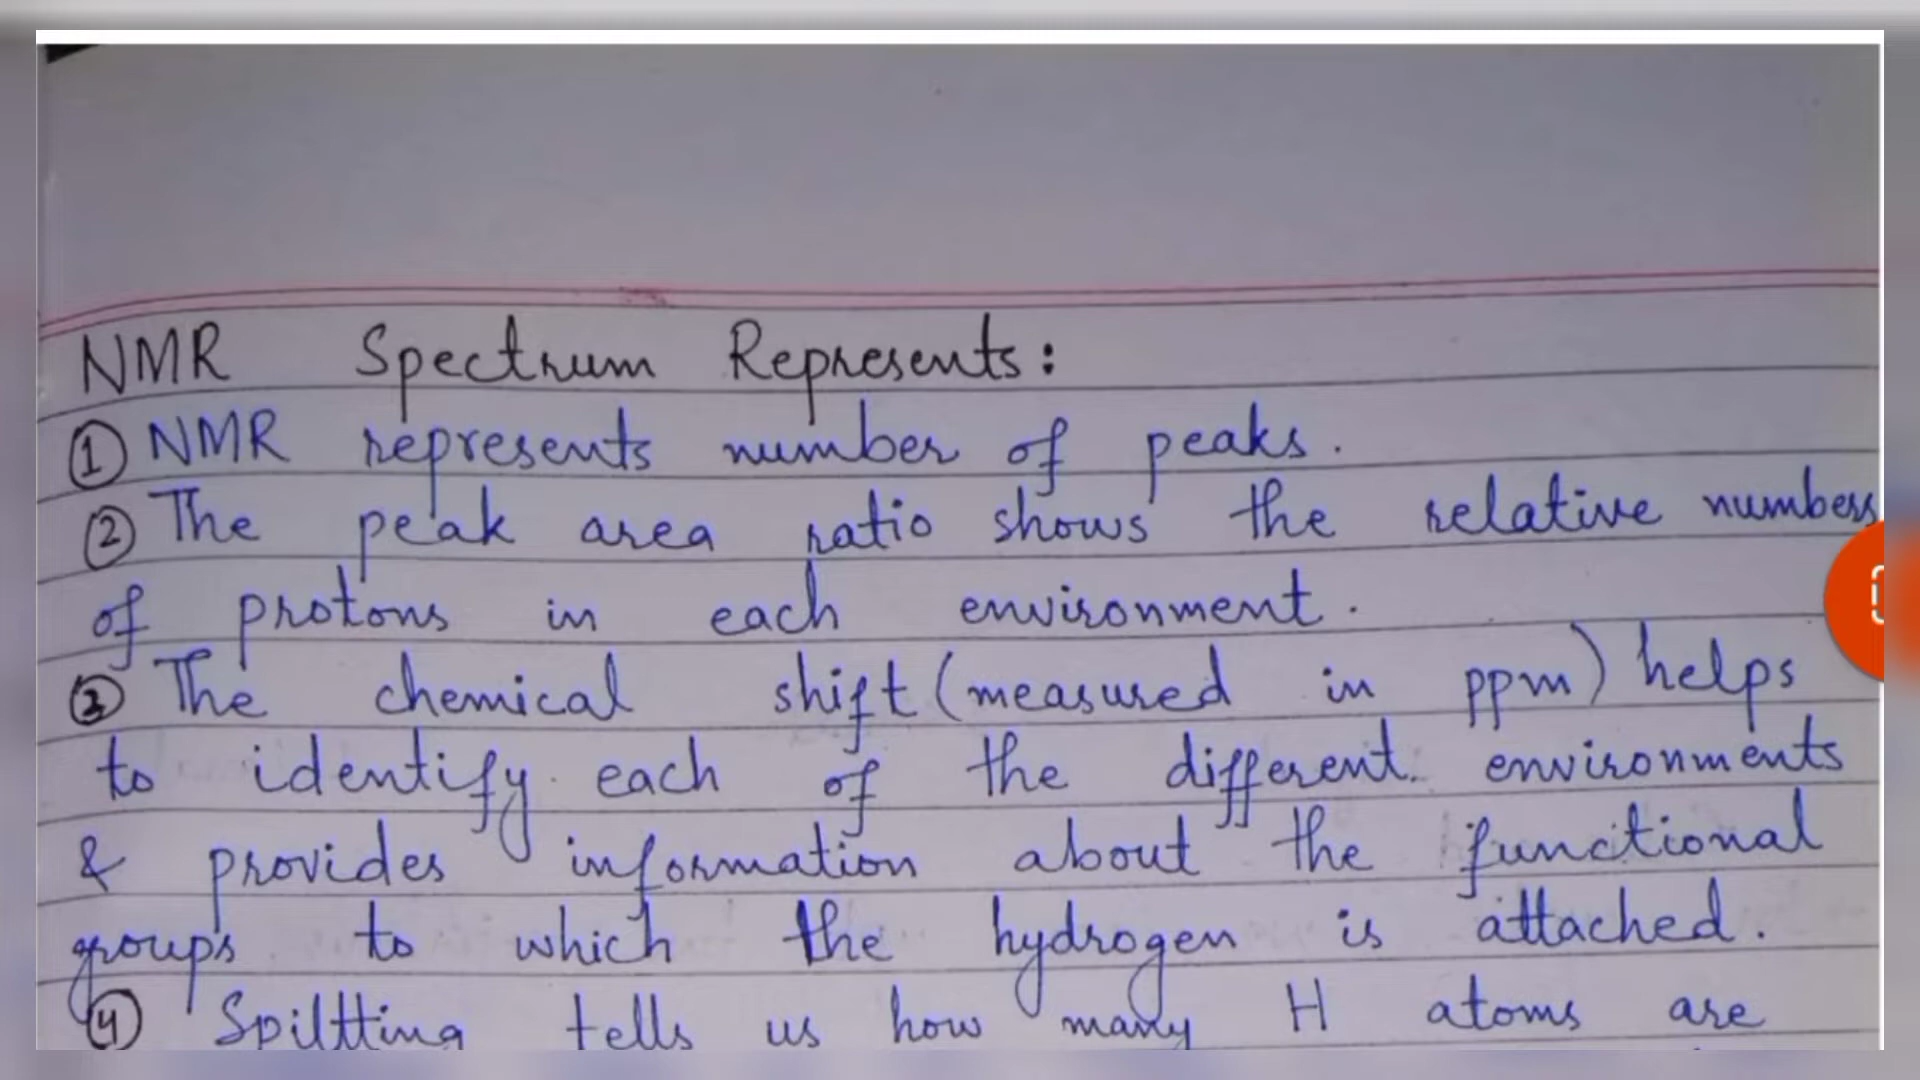 NMR Spectrum Represents:
① NMR represents number of peaks.
② The peak area ratio shows the relative numbers
of protons in each environment.
③ The chemical shift (measured in ppm) helps
to identify each of the different environments
& provides information about the functional
groups to which the hydrogen is attached.
④ Spiltting tells us how many H atoms are